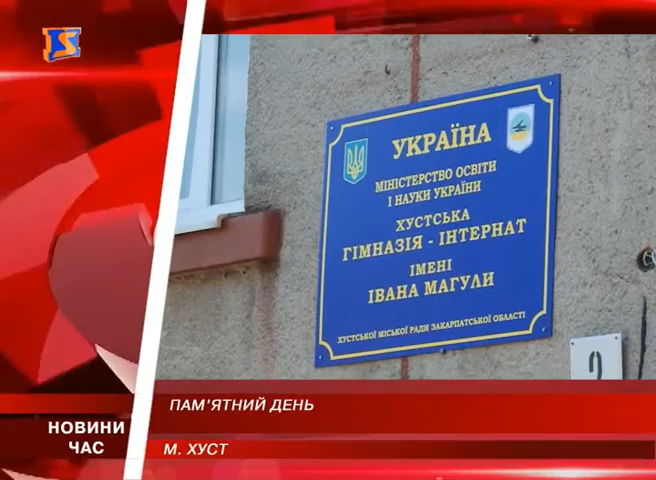 УКРАЇНА
МІНІСТЕРСТВО ОСВІТИ
І НАУКИ УКРАЇНИ
ХУСТСЬКА
ГІМНАЗІЯ - ІНТЕРНАТ
ІМЕНІ
ІВАНА МАГУЛИ
ХУСТСЬКОЇ МІСЬКОЇ РАДИ ЗАКАРПАТСЬКОЇ ОБЛАСТІ
2
ПАМ'ЯТНИЙ ДЕНЬ
НОВИНИ
ЧАС
М. ХУСТ